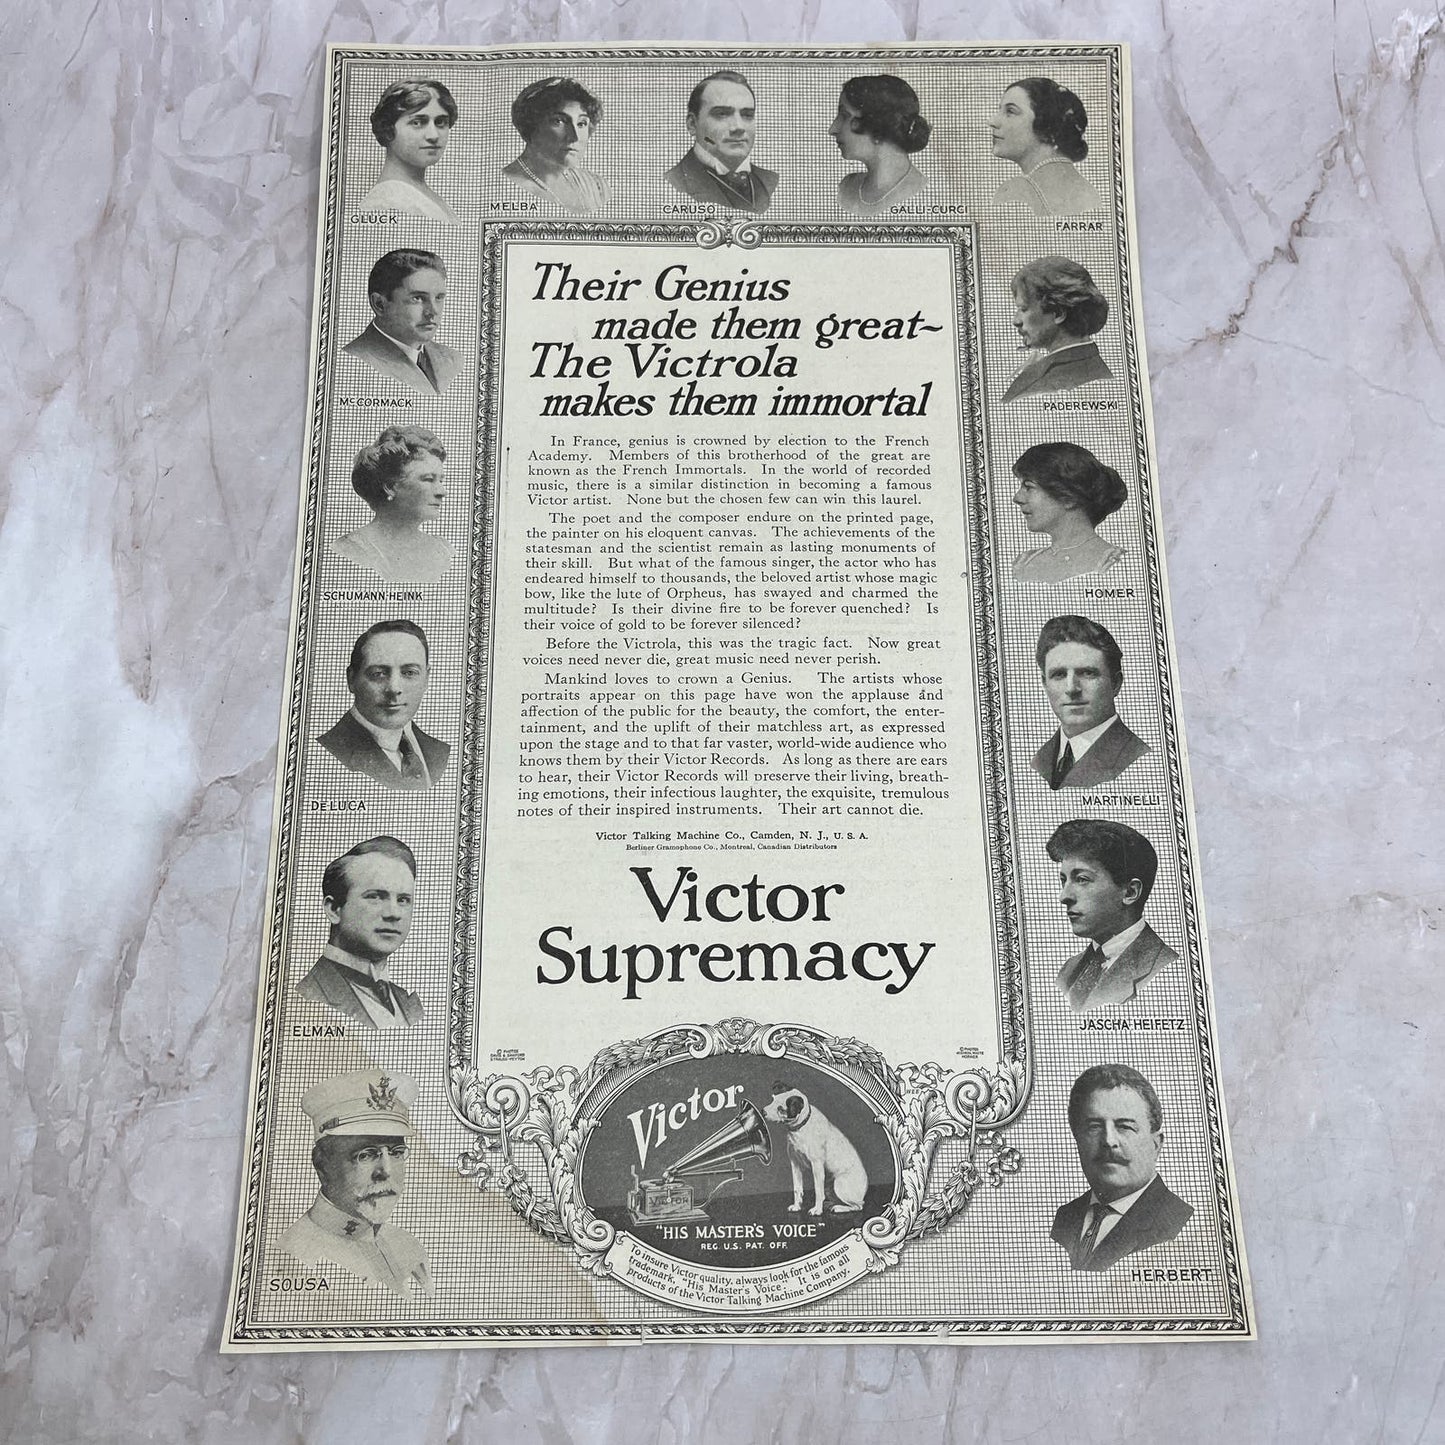 GLUCK
MELBA
CARUSO
GALLI-CURCI
FARRAR
McCORMACK
PADEREWSKI
SCHUMANN-HEINK
HOMER
DE LUCA
MARTINELLI
ELMAN
JASCHA HEIFETZ
SOUSA
HERBERT
Their Genius
made them great~
The Victrola
makes them immortal
In France, genius is crowned by election to the French
Academy. Members of this brotherhood of the great are
known as the French Immortals. In the world of recorded
music, there is a similar distinction in becoming a famous
Victor artist. None but the chosen few can win this laurel.
The poet and the composer endure on the printed page,
the painter on his eloquent canvas. The achievements of the
statesman and the scientist remain as lasting monuments of
their skill. But what of the famous singer, the actor who has
endeared himself to thousands, the beloved artist whose magic
bow, like the lute of Orpheus, has swayed and charmed the
multitude? Is their divine fire to be forever quenched? Is
their voice of gold to be forever silenced?
Before the Victrola, this was the tragic fact. Now great
voices need never die, great music need never perish.
Mankind loves to crown a Genius. The artists whose
portraits appear on this page have won the applause and
affection of the public for the beauty, the comfort, the enter-
tainment, and the uplift of their matchless art, as expressed
upon the stage and to that far vaster, world-wide audience who
knows them by their Victor Records. As long as there are ears
to hear, their Victor Records will preserve their living, breath-
ing emotions, their infectious laughter, the exquisite, tremulous
notes of their inspired instruments. Their art cannot die.
Victor Talking Machine Co., Camden, N. J., U. S. A.
Berliner Gramophone Co., Montreal, Canadian Distributors
Victor
Supremacy
Victor
VICTOR
"HIS MASTER'S VOICE"
REG. U.S. PAT. OFF.
To insure Victor quality, always look for the famous
trademark, "His Master's Voice." It is on all
products of the Victor Talking Machine Company.